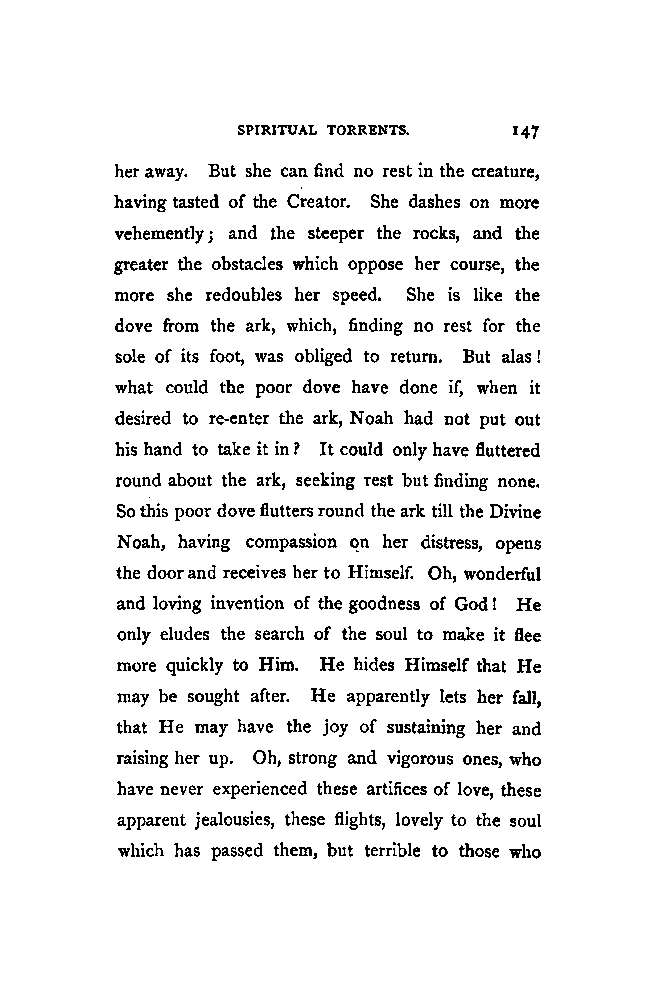 SPIRITUAL TORRENTS. 147
her away. But she can find no rest in the creature,
having tasted of the Creator. She dashes on more
vehemently; and the steeper the rocks, and the
greater the obstacles which oppose her course, the
more she redoubles her speed. She is like the
dove from the ark, which, finding no rest for the
sole of its foot, was obliged to return. But alas!
what could the poor dove have done if, when it
desired to re-enter the ark, Noah had not put out
his hand to take it in? It could only have fluttered
round about the ark, seeking rest but finding none.
So this poor dove flutters round the ark till the Divine
Noah, having compassion on her distress, opens
the door and receives her to Himself. Oh, wonderful
and loving invention of the goodness of God! He
only eludes the search of the soul to make it flee
more quickly to Him. He hides Himself that He
may be sought after. He apparently lets her fall,
that He may have the joy of sustaining her and
raising her up. Oh, strong and vigorous ones, who
have never experienced these artifices of love, these
apparent jealousies, these flights, lovely to the soul
which has passed them, but terrible to those who